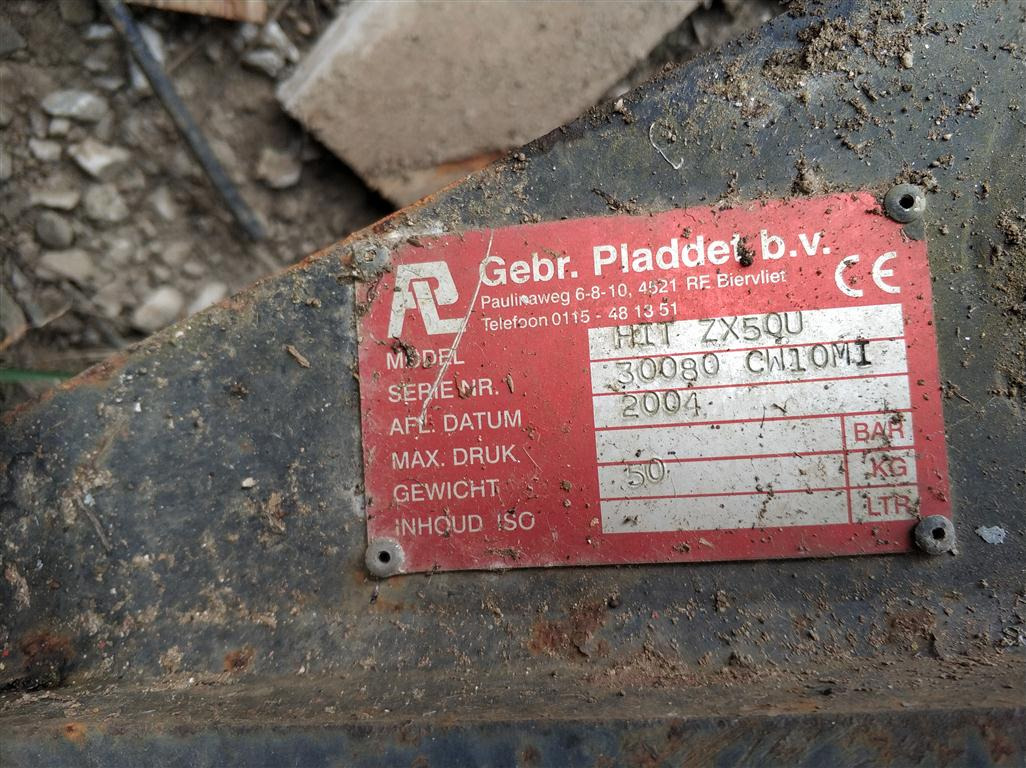 Gebr. Pladdet b.v.
Paulinaweg 6-8-10, 4521 RE Biervliet
Telefoon 0115 - 48 13 51
CE
MODEL HIT ZX50U
SERIE NR. 30080 CW10MI
AFL. DATUM 2004
MAX. DRUK. BAR
GEWICHT 50 KG
INHOUD ISO LTR